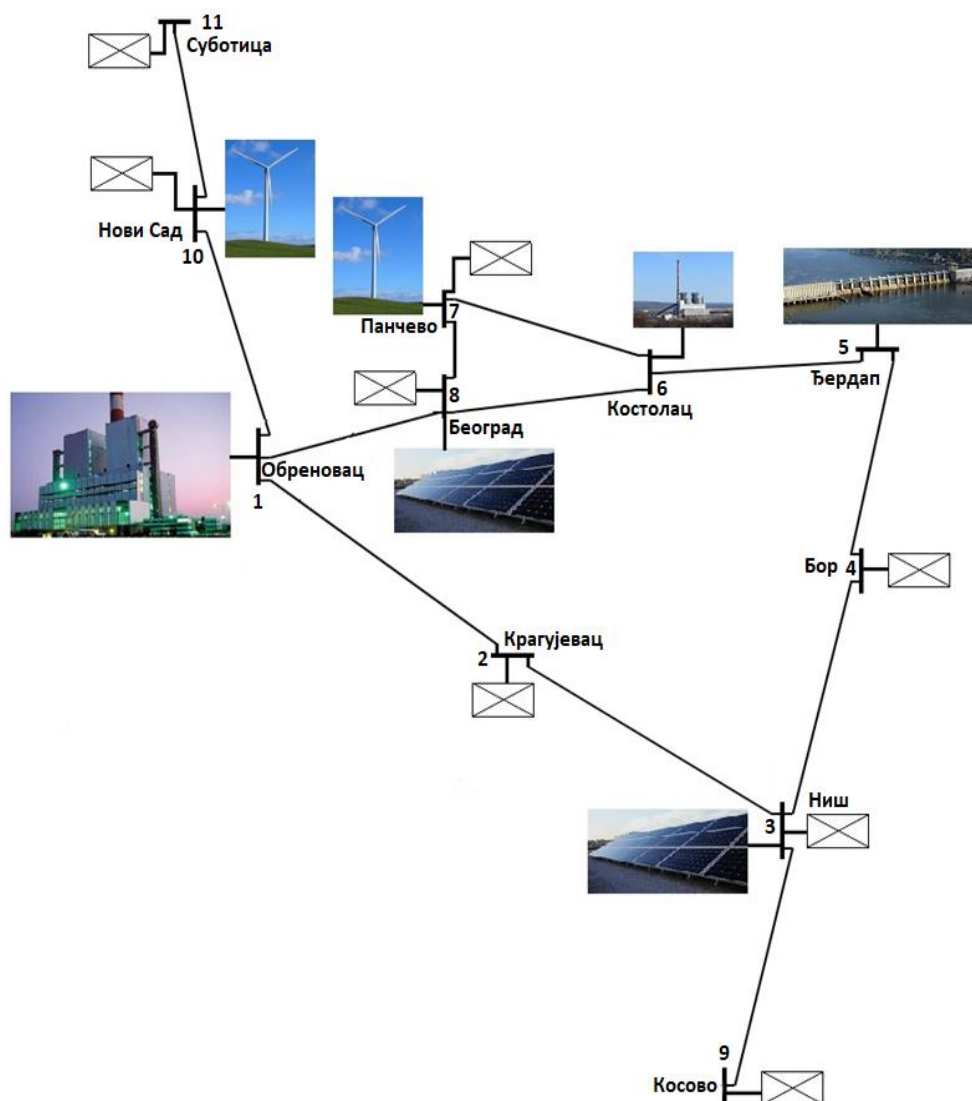 11
Суботица
Нови Сад
10
7
Панчево
5
Ђердап
6
Костолац
8
Београд
Обреновац
1
Бор
4
Крагујевац
2
Ниш
3
9
Косово